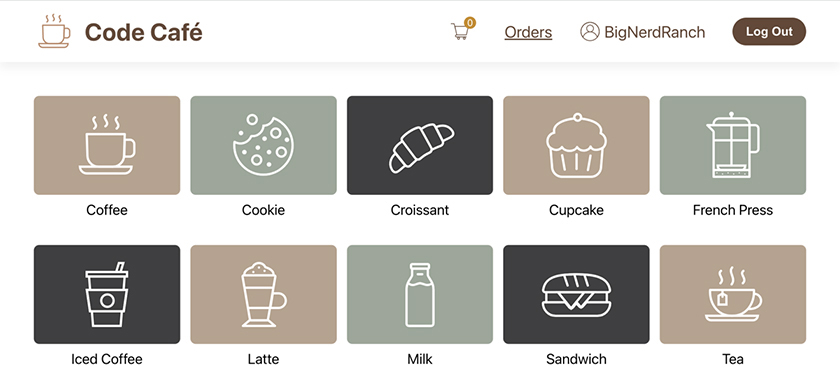 Code Café
0
Orders
BigNerdRanch
Log Out
Coffee
Cookie
Croissant
Cupcake
French Press
Iced Coffee
Latte
Milk
Sandwich
Tea